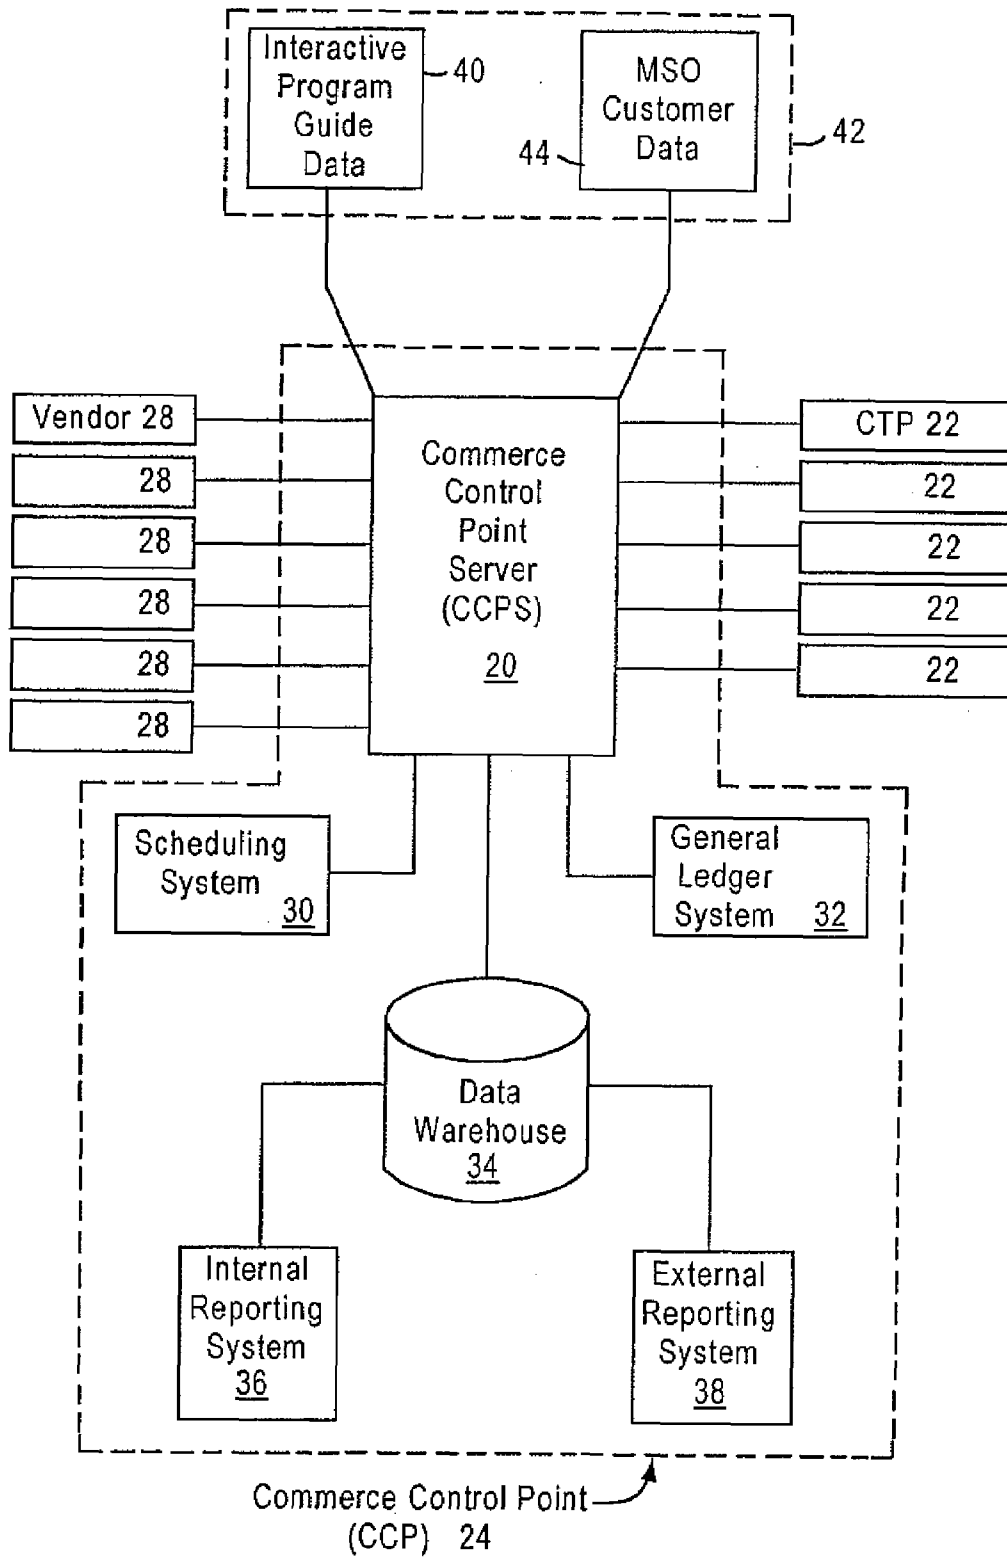 Interactive
Program
Guide
Data
40
MSO
Customer
Data
44
42
Vendor 28
28
28
28
28
28
Commerce
Control
Point
Server
(CCPS)
20
CTP 22
22
22
22
22
Scheduling
System
30
General
Ledger
System 32
Data
Warehouse
34
Internal
Reporting
System
36
External
Reporting
System
38
Commerce Control Point
(CCP) 24